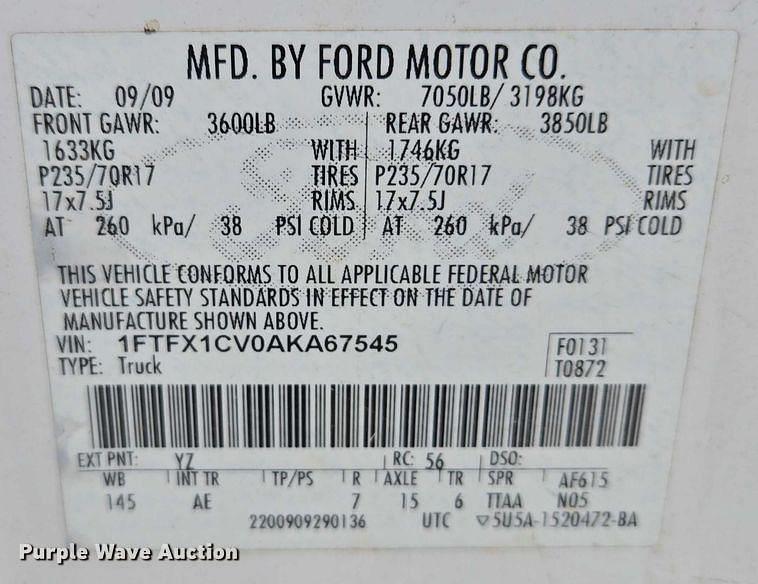 MFD. BY FORD MOTOR CO.
DATE: 09/09 GVWR: 7050LB/ 3198KG
FRONT GAWR: 3600LB REAR GAWR: 3850LB
1633KG WITH 1746KG WITH
P235/70R17 TIRES P235/70R17 TIRES
17x7.5J RIMS 17x7.5J RIMS
AT 260 kPa/ 38 PSI COLD AT 260 kPa/ 38 PSI COLD
THIS VEHICLE CONFORMS TO ALL APPLICABLE FEDERAL MOTOR
VEHICLE SAFETY STANDARDS IN EFFECT ON THE DATE OF
MANUFACTURE SHOWN ABOVE.
VIN: 1FTFX1CV0AKA67545 F0131
TYPE: Truck T0872
EXT PNT: YZ RC: 56 DSO:
WB INT TR TP/PS R AXLE TR SPR AF615
145 AE 7 15 6 TTAA N05
2200909290136 UTC ▽5U5A-1520472-BA
Purple Wave Auction